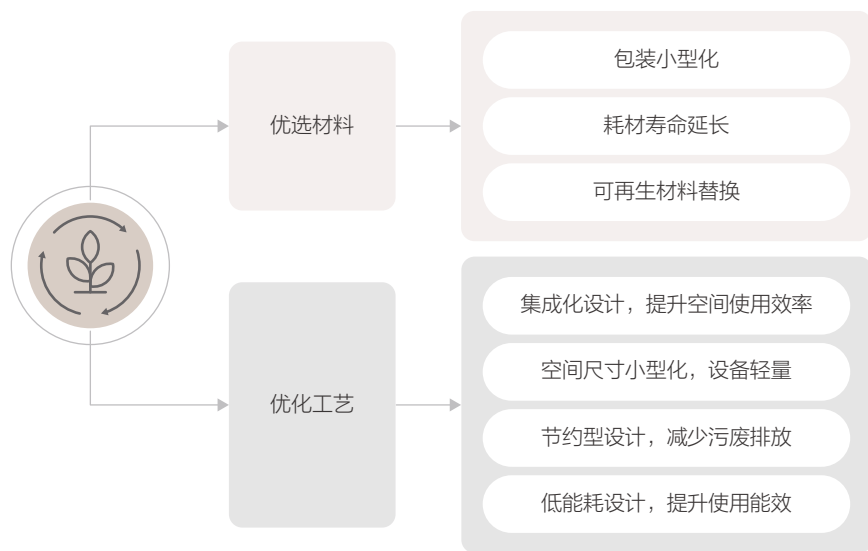 优选材料
包装小型化
耗材寿命延长
可再生材料替换
优化工艺
集成化设计，提升空间使用效率
空间尺寸小型化，设备轻量
节约型设计，减少污废排放
低能耗设计，提升使用能效